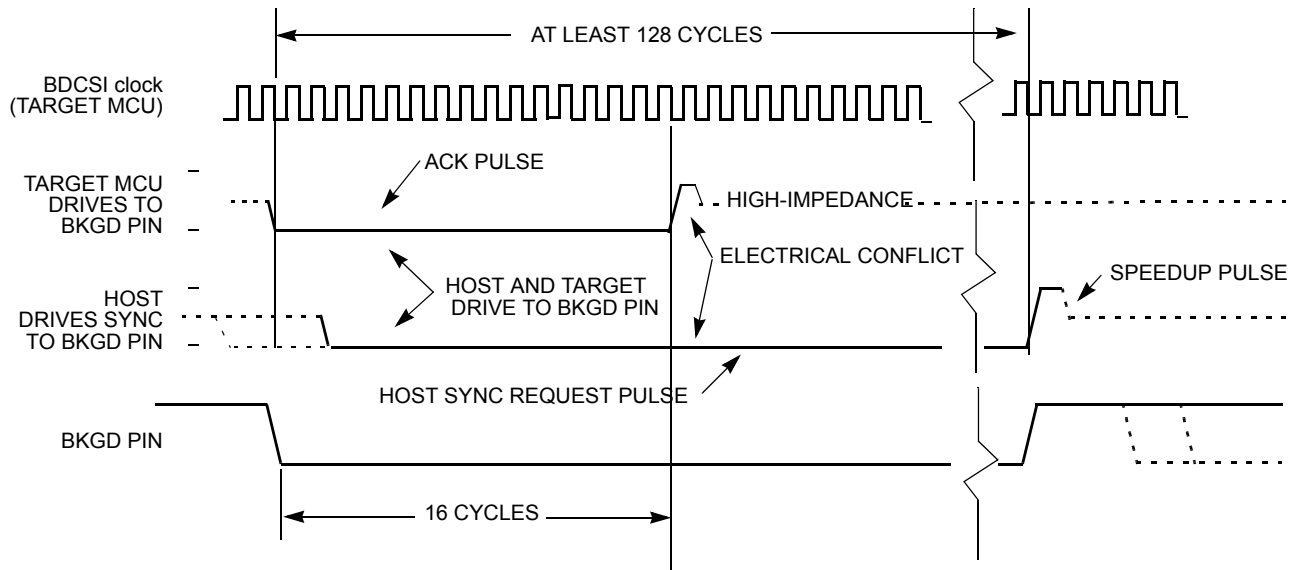 AT LEAST 128 CYCLES
BDCSI clock
(TARGET MCU)
ACK PULSE
TARGET MCU
DRIVES TO
BKGD PIN
HIGH-IMPEDANCE
ELECTRICAL CONFLICT
HOST AND TARGET
DRIVE TO BKGD PIN
SPEEDUP PULSE
HOST
DRIVES SYNC
TO BKGD PIN
HOST SYNC REQUEST PULSE
BKGD PIN
16 CYCLES